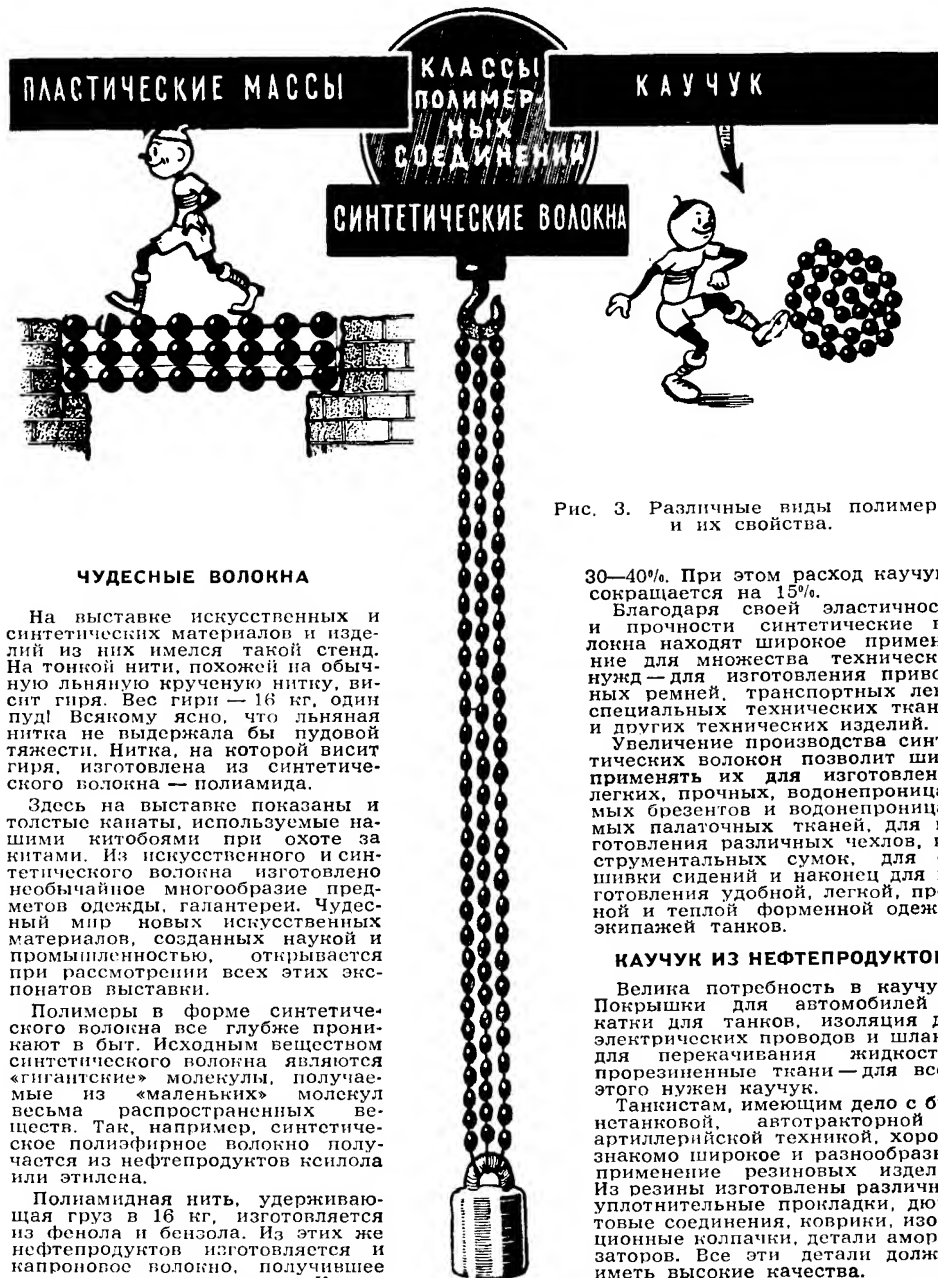 ПЛАСТИЧЕСКИЕ МАССЫ
КЛАССЫ
ПОЛИМЕР-
НЫХ
СОЕДИНЕНИЙ
КАУЧУК
СИНТЕТИЧЕСКИЕ ВОЛОКНА
Рис. 3. Различные виды полимер
и их свойства.
ЧУДЕСНЫЕ ВОЛОКНА
На выставке искусственных и
синтетических материалов и изде-
лий из них имелся такой стенд.
На тонкой нити, похожей на обыч-
ную льняную крученую нитку, ви-
сит гиря. Вес гири — 16 кг, один
пуд! Всякому ясно, что льняная
нитка не выдержала бы пудовой
тяжести. Нитка, на которой висит
гиря, изготовлена из синтетиче-
ского волокна — полиамида.
Здесь на выставке показаны и
толстые канаты, используемые на-
шими китобоями при охоте за
китами. Из искусственного и син-
тетического волокна изготовлено
необычайное многообразие пред-
метов одежды, галантереи. Чудес-
ный мир новых искусственных
материалов, созданных наукой и
промышленностью, открывается
при рассмотрении всех этих экс-
понатов выставки.
Полимеры в форме синтетиче-
ского волокна все глубже прони-
кают в быт. Исходным веществом
синтетического волокна являются
«гигантские» молекулы, получае-
мые из «маленьких» молекул
весьма распространенных ве-
ществ. Так, например, синтетиче-
ское полиэфирное волокно полу-
чается из нефтепродуктов ксилола
или этилена.
Полиамидная нить, удерживаю-
щая груз в 16 кг, изготовляется
из фенола и бензола. Из этих же
нефтепродуктов изготовляется и
капроновое волокно, получившее
30—40%. При этом расход каучу
сокращается на 15%.
Благодаря своей эластичнос
и прочности синтетические в
локна находят широкое примен
ние для множества техническ
нужд — для изготовления приво
ных ремней, транспортных лен
специальных технических ткан
и других технических изделий.
Увеличение производства синт
тических волокон позволит ши
применять их для изготовлен
легких, прочных, водонепроница
мых брезентов и водонепрониц
мых палаточных тканей, для и
готовления различных чехлов, и
струментальных сумок, для
шивки сидений и наконец для
готовления удобной, легкой, пр
ной и теплой форменной одеж
экипажей танков.
КАУЧУК ИЗ НЕФТЕПРОДУКТО
Велика потребность в каучу
Покрышки для автомобилей
катки для танков, изоляция д
электрических проводов и шлан
для перекачивания жидкост
прорезиненные ткани — для все
этого нужен каучук.
Танкистам, имеющим дело с б
нетанковой, автотракторной
артиллерийской техникой, хоро
знакомо широкое и разнообраз
применение резиновых издел
Из резины изготовлены различн
уплотнительные прокладки, дю
товые соединения, коврики, изо
ционные колпачки, детали амор
заторов. Все эти детали долж
иметь высокие качества.